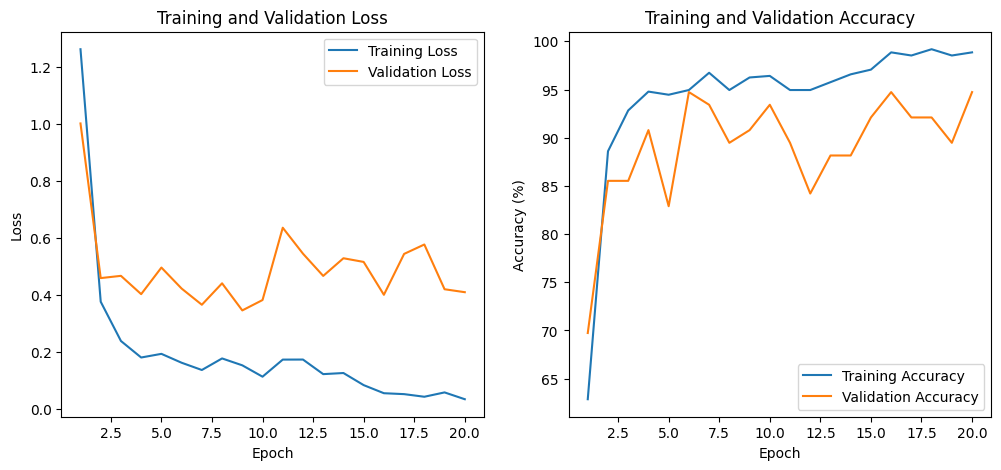 Training and Validation Loss
Training Loss
Validation Loss
Loss
1.2
1.0
0.8
0.6
0.4
0.2
0.0
2.5 5.0 7.5 10.0 12.5 15.0 17.5 20.0
Epoch
Training and Validation Accuracy
Accuracy (%)
100
95
90
85
80
75
70
65
Training Accuracy
Validation Accuracy
2.5 5.0 7.5 10.0 12.5 15.0 17.5 20.0
Epoch